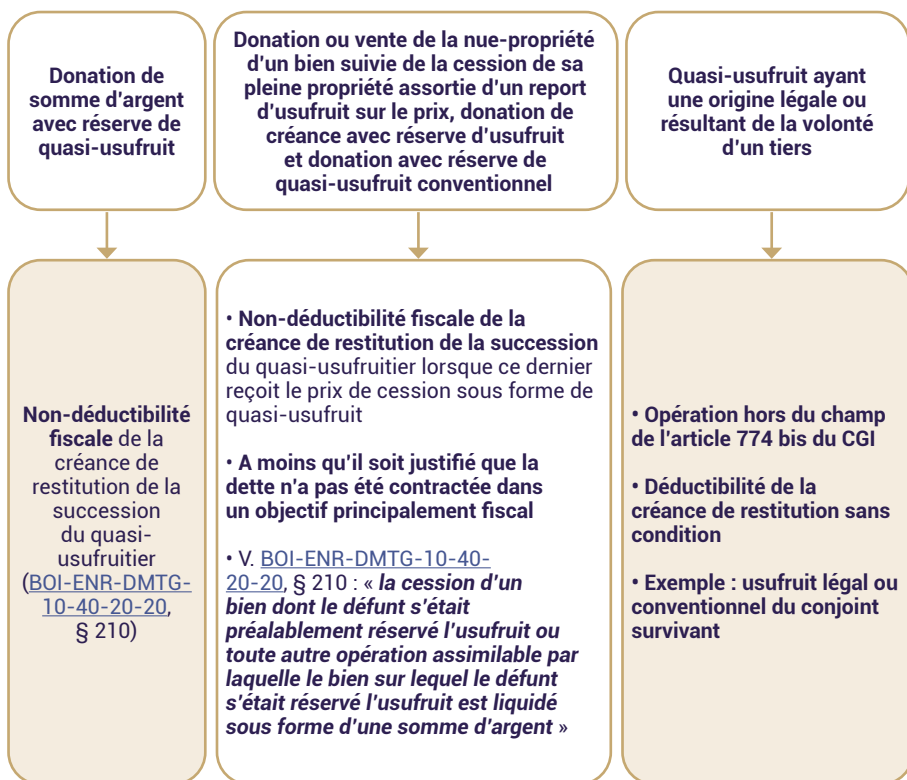 Donation de
somme d'argent
avec réserve de
quasi-usufruit
Donation ou vente de la nue-propriété
d'un bien suivie de la cession de sa
pleine propriété assortie d'un report
d'usufruit sur le prix, donation de
créance avec réserve d'usufruit
et donation avec réserve de
quasi-usufruit conventionnel
Quasi-usufruit ayant
une origine légale ou
résultant de la volonté
d'un tiers
Non-déductibilité
fiscale de la
créance de
restitution de la
succession
du quasi-
usufruitier
(BOI-ENR-DMTG-
10-40-20-20,
§ 210)
• Non-déductibilité fiscale de la
créance de restitution de la succession
du quasi-usufruitier lorsque ce dernier
reçoit le prix de cession sous forme de
quasi-usufruit
• A moins qu'il soit justifié que la
dette n'a pas été contractée dans
un objectif principalement fiscal
• V. BOI-ENR-DMTG-10-40-
20-20, § 210 : « la cession d'un
bien dont le défunt s'était
préalablement réservé l'usufruit ou
toute autre opération assimilable par
laquelle le bien sur lequel le défunt
s'était réservé l'usufruit est liquidé
sous forme d'une somme d'argent »
• Opération hors du champ
de l'article 774 bis du CGI
• Déductibilité de la
créance de restitution sans
condition
• Exemple : usufruit légal ou
conventionnel du conjoint
survivant